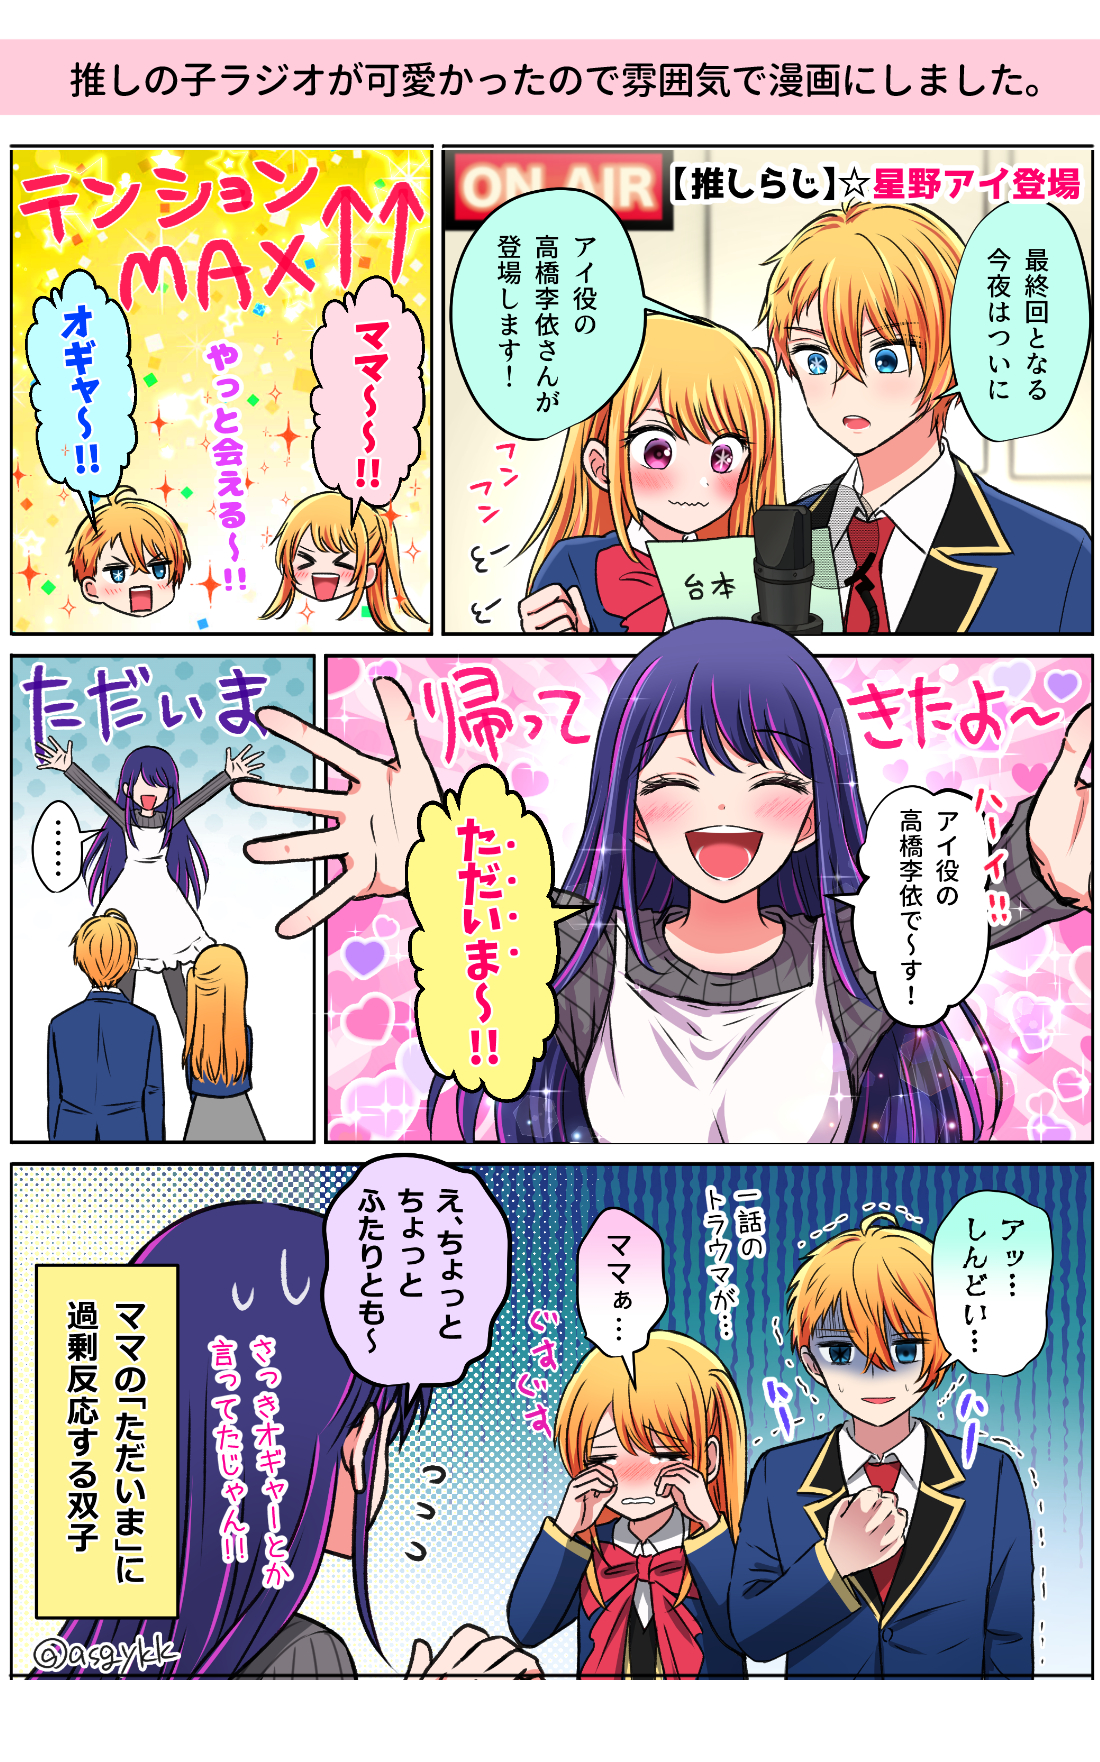 推しの子ラジオが可愛かったので雰囲気で漫画にしました。
ON AIR
【推しらじ】☆星野アイ登場
最終回となる
今夜はついに
アイ役の
高橋李依さんが
登場します!
フンフン
台本
テンション
MAX↑↑
ママ〜〜!!
やっと会える〜!!
オギャ〜!!
帰ってきたよ〜
ハーイ!!
アイ役の
高橋李依で〜す!
ただいま〜!!
ただいま
……
アッ…
しんどい…
一話の
トラウマが…
ハー
ハー
ママぁ…
ぐすぐす
え、ちょっと
ちょっと
ふたりとも〜
さっきオギャーとか
言ってたじゃん!!
ママの「ただいま」に
過剰反応する双子
@asgykk